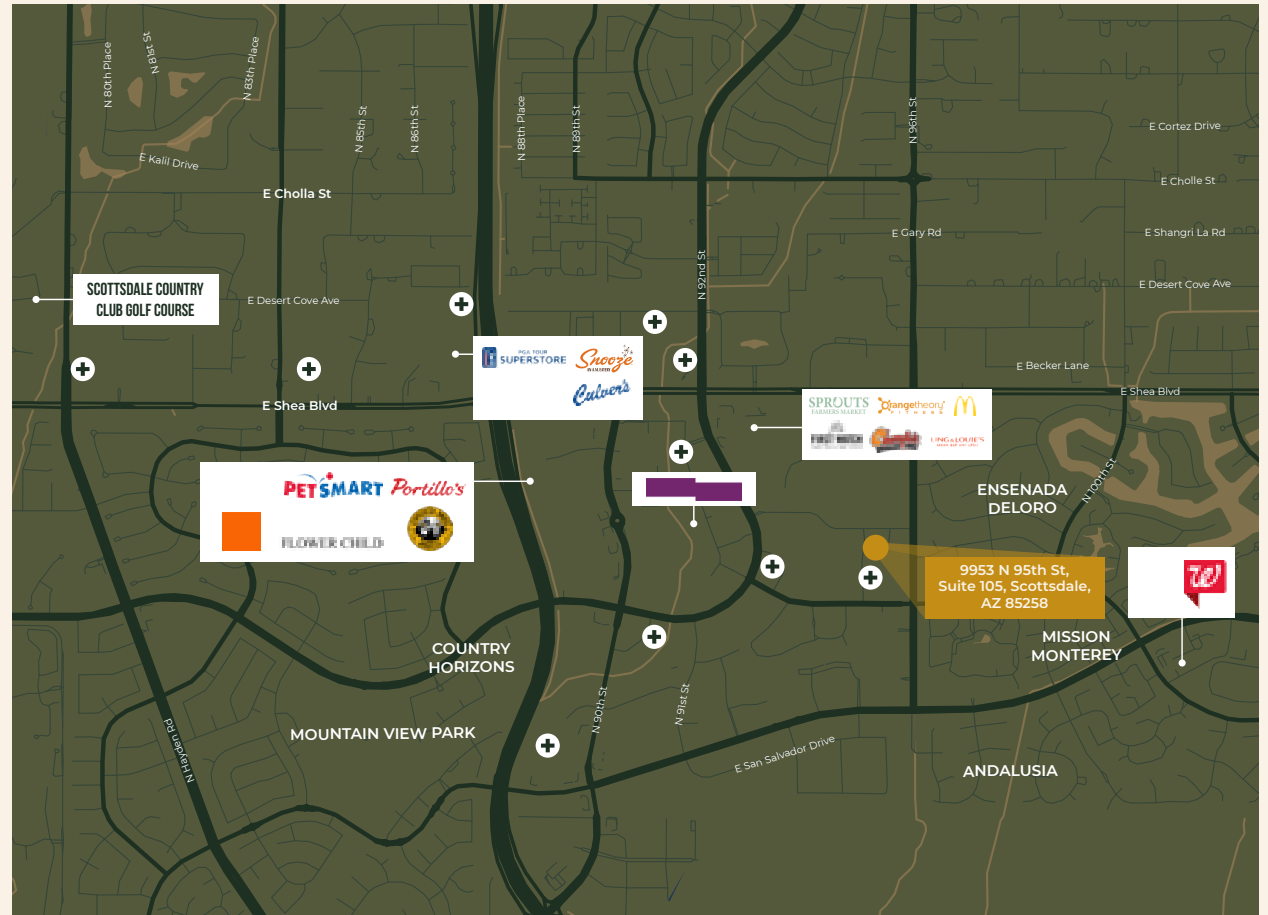 N 80th Place
N 81st St
N 83th Place
N 85th St
N 86th St
N 88th Place
N 89th St
N 96th St
E Cortez Drive
E Kalil Drive
E Cholla St
E Cholle St
E Gary Rd
E Shangri La Rd
N 92nd St
SCOTTSDALE COUNTRY
CLUB GOLF COURSE
E Desert Cove Ave
E Desert Cove Ave
PGA TOUR
SUPERSTORE
Snooze
Culver's
E Becker Lane
E Shea Blvd
E Shea Blvd
SPROUTS
FARMERS MARKET
Orangetheory
FITNESS
LING & LOUIE'S
PETSMART
Portillo's
FLOWER CHILD
ENSENADA
DELORO
N 100th St
9953 N 95th St,
Suite 105, Scottsdale,
AZ 85258
W
MISSION
MONTEREY
COUNTRY
HORIZONS
MOUNTAIN VIEW PARK
N Hayden Rd
N 90th St
N 91st St
E San Salvador Drive
ANDALUSIA